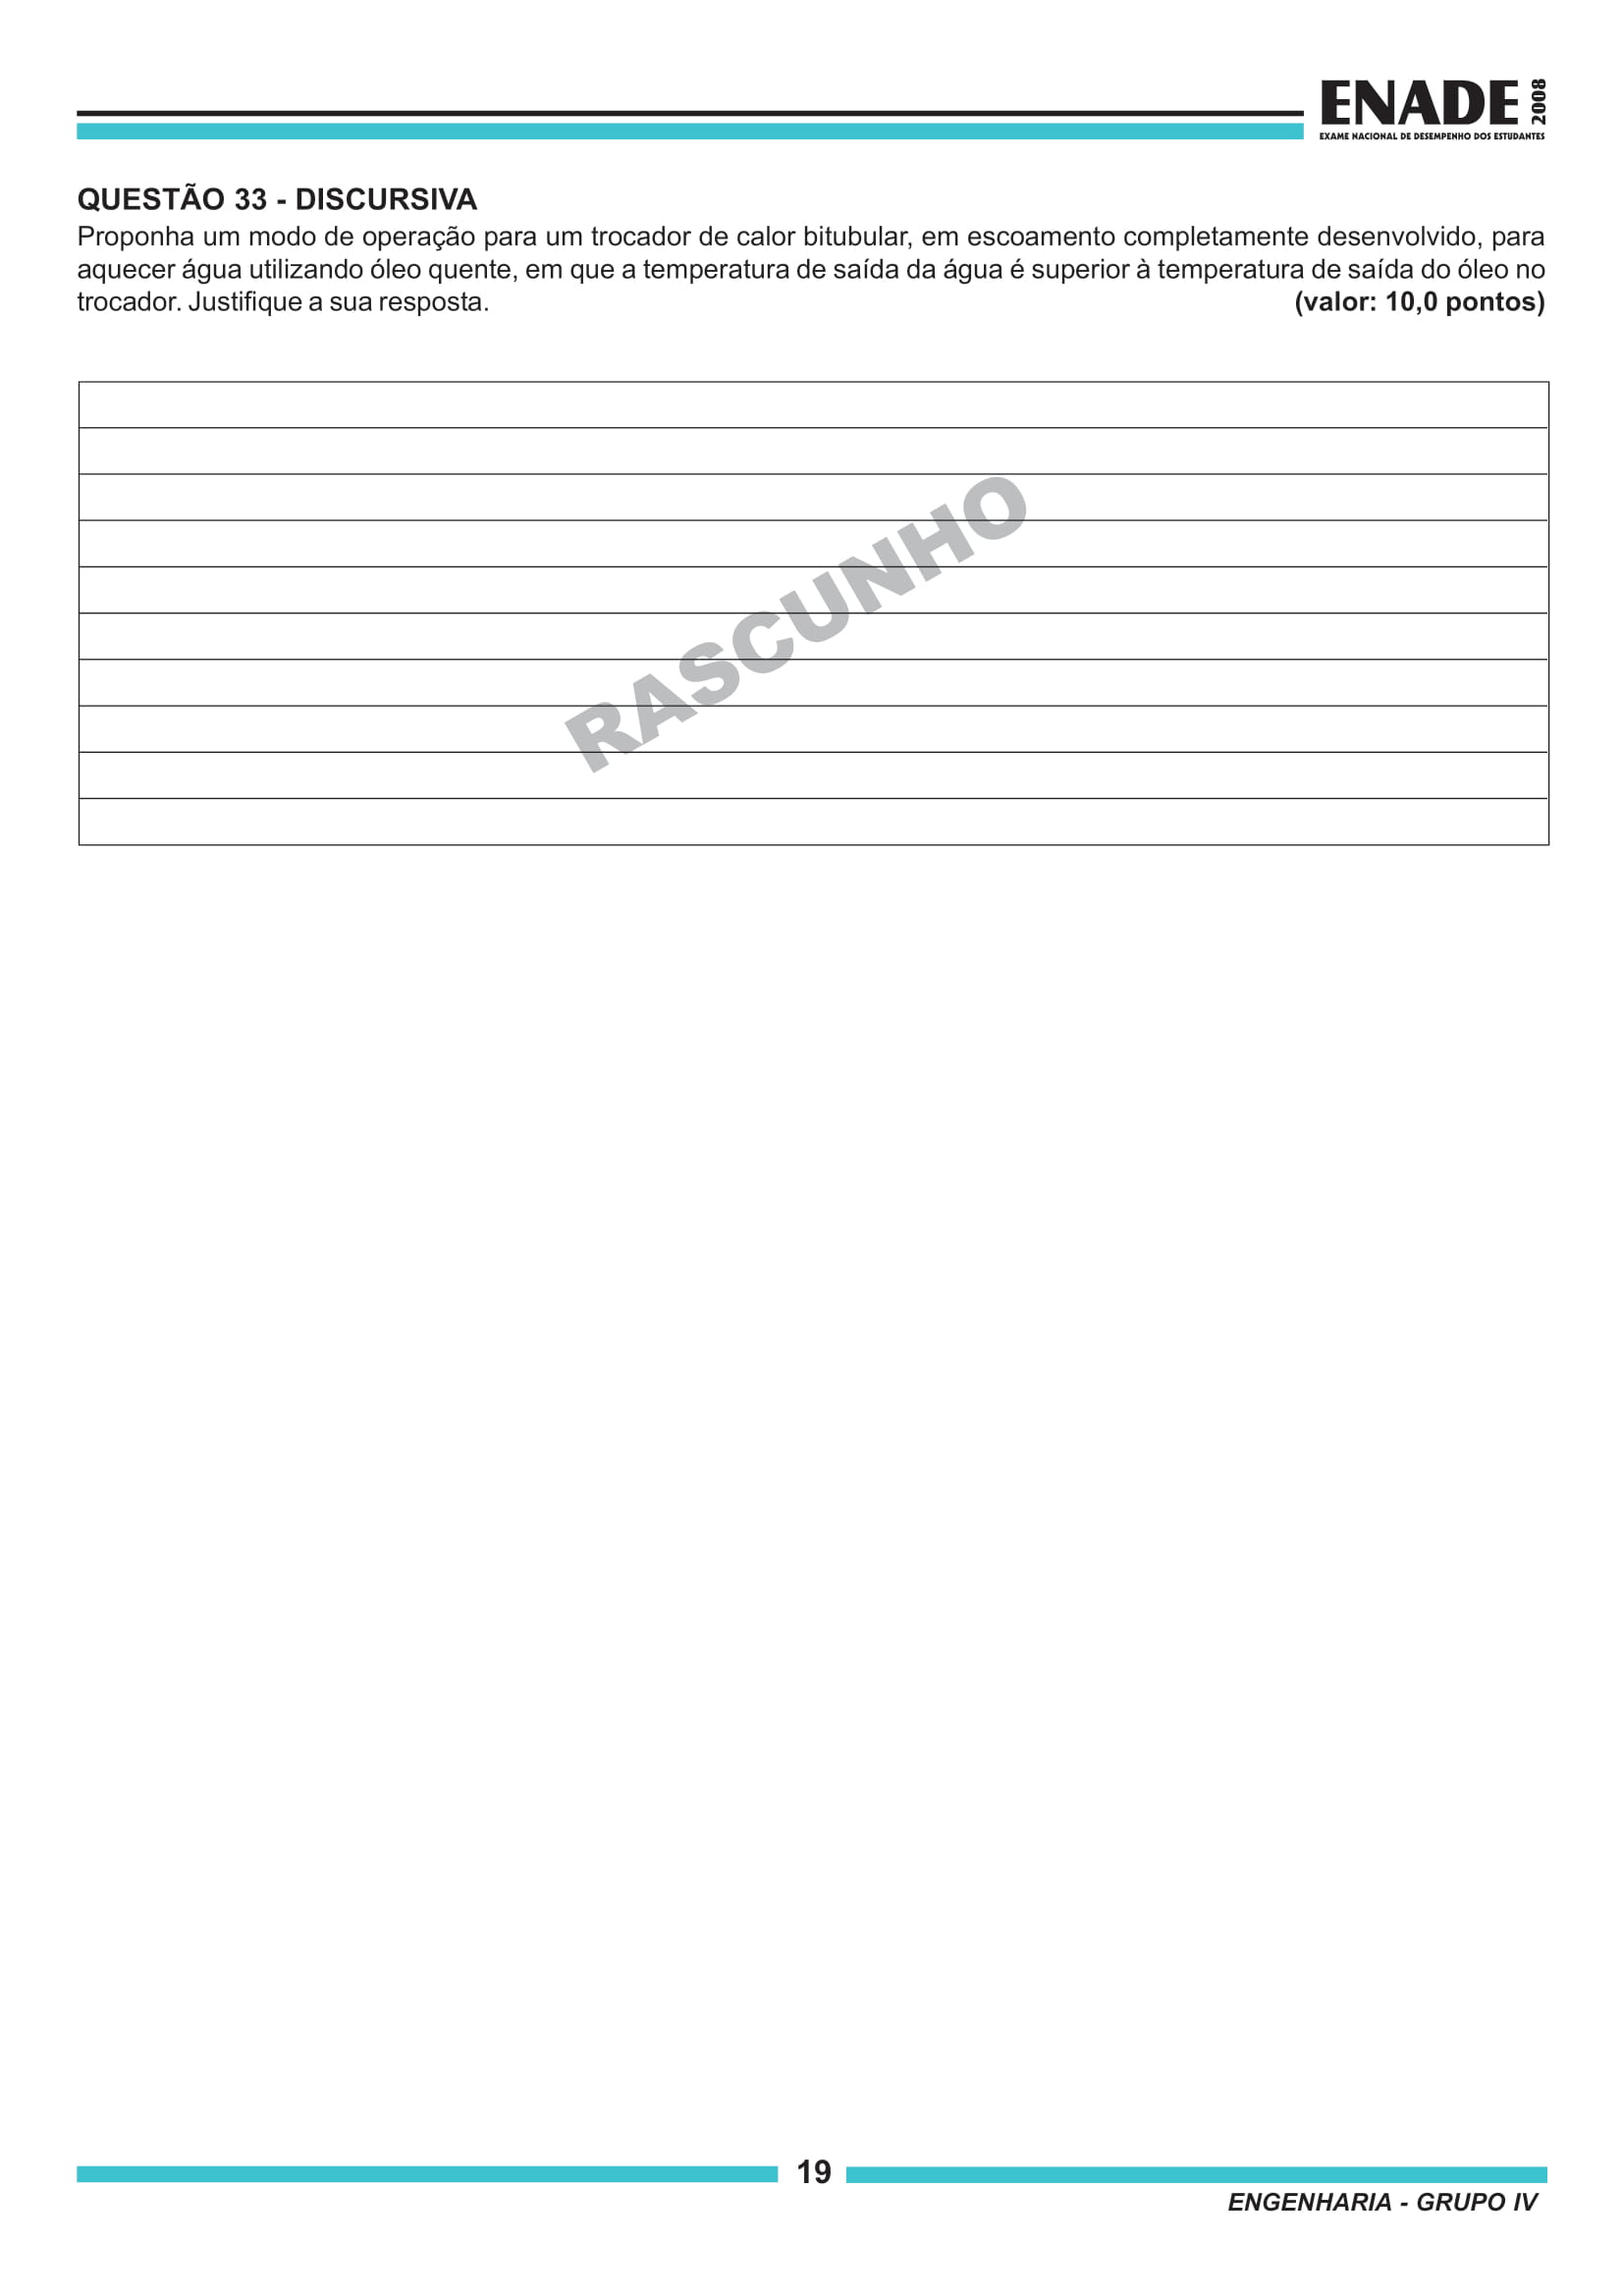 ENADE 2008
EXAME NACIONAL DE DESEMPENHO DOS ESTUDANTES
QUESTÃO 33 - DISCURSIVA
Proponha um modo de operação para um trocador de calor bitubular, em escoamento completamente desenvolvido, para
aquecer água utilizando óleo quente, em que a temperatura de saída da água é superior à temperatura de saída do óleo no
trocador. Justifique a sua resposta. (valor: 10,0 pontos)
RASCUNHO
19
ENGENHARIA - GRUPO IV